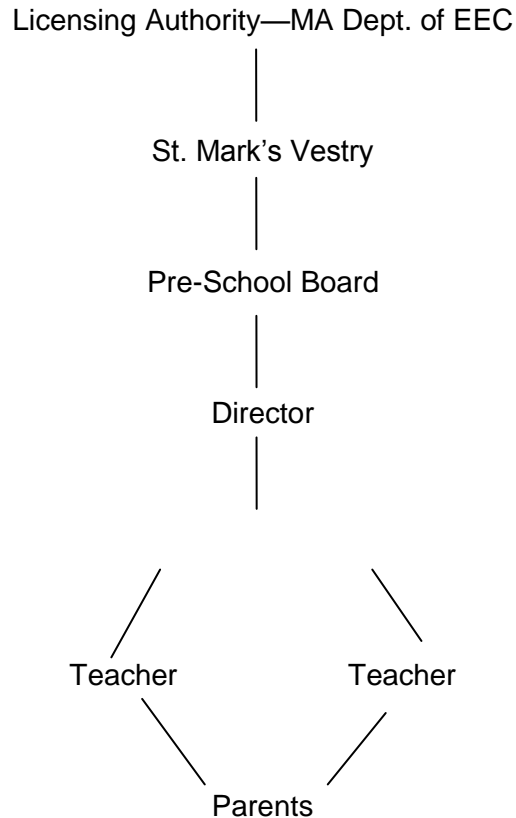 Licensing Authority—MA Dept. of EEC
St. Mark's Vestry
Pre-School Board
Director
Teacher Teacher
Parents